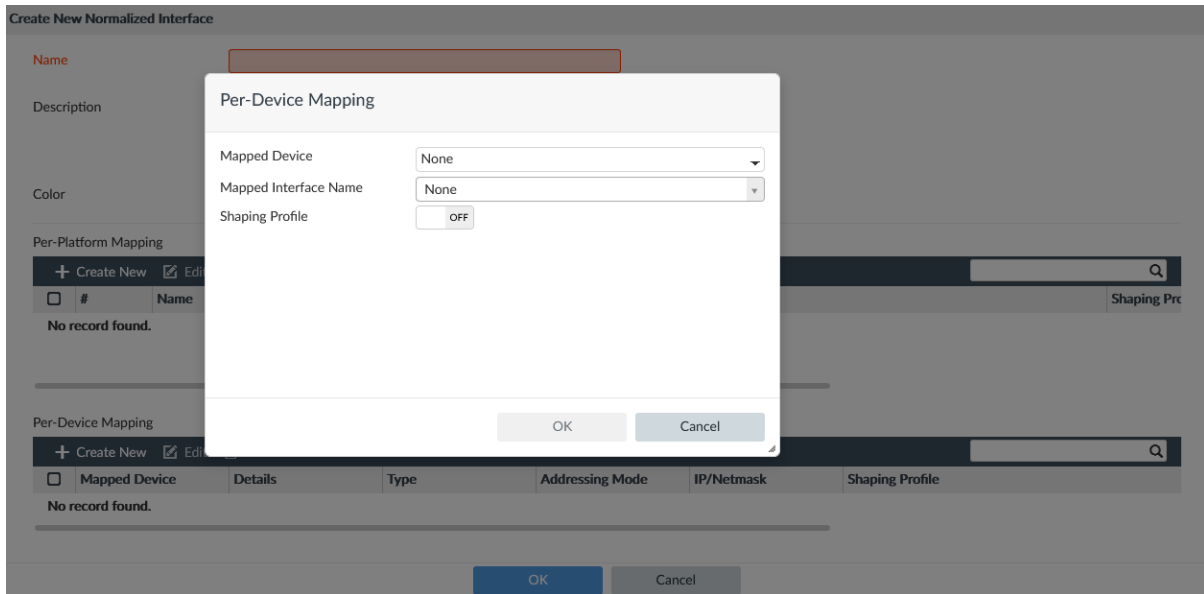 Create New Normalized Interface
Name
Description
Color
Per-Device Mapping
Mapped Device None
Mapped Interface Name None
Shaping Profile OFF
OK Cancel
Per-Platform Mapping
Create New
# Name Shaping
No record found.
Per-Device Mapping
Create New
Mapped Device Details Type Addressing Mode IP/Netmask Shaping Profile
No record found.
OK Cancel